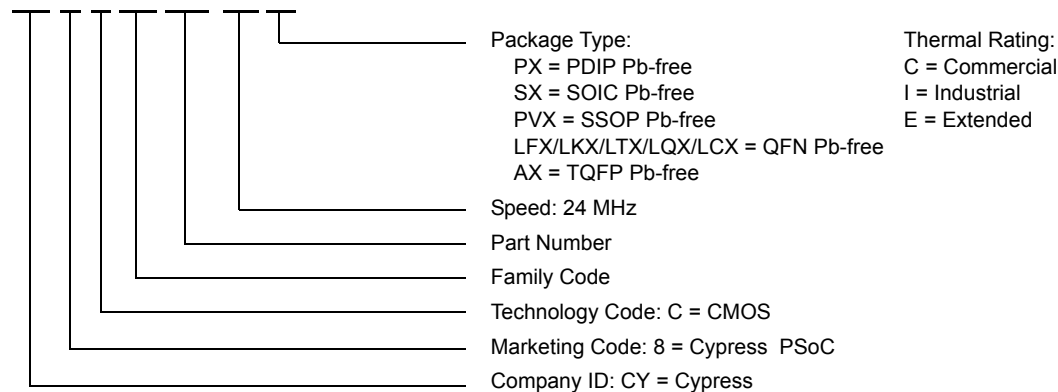 Package Type:
PX = PDIP Pb-free
SX = SOIC Pb-free
PVX = SSOP Pb-free
LFX/LKX/LTX/LQX/LCX = QFN Pb-free
AX = TQFP Pb-free
Thermal Rating:
C = Commercial
I = Industrial
E = Extended
Speed: 24 MHz
Part Number
Family Code
Technology Code: C = CMOS
Marketing Code: 8 = Cypress PSoC
Company ID: CY = Cypress